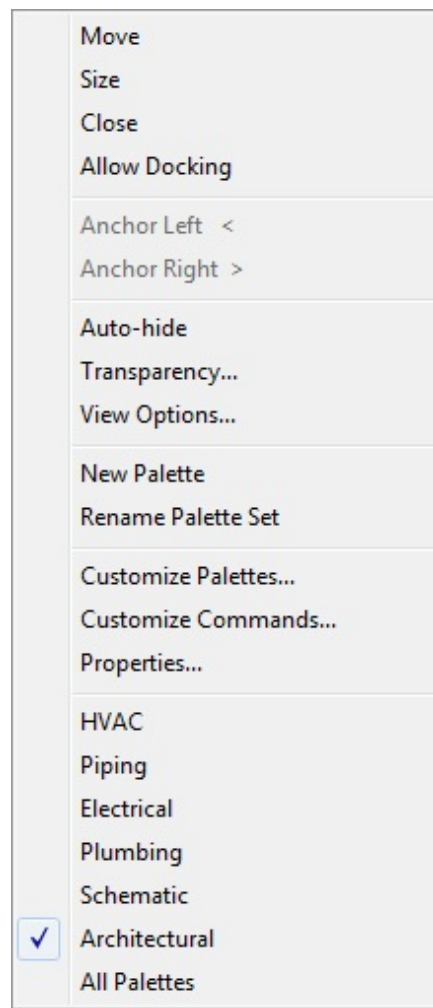 Move
Size
Close
Allow Docking
Anchor Left <
Anchor Right >
Auto-hide
Transparency...
View Options...
New Palette
Rename Palette Set
Customize Palettes...
Customize Commands...
Properties...
HVAC
Piping
Electrical
Plumbing
Schematic
Architectural
All Palettes